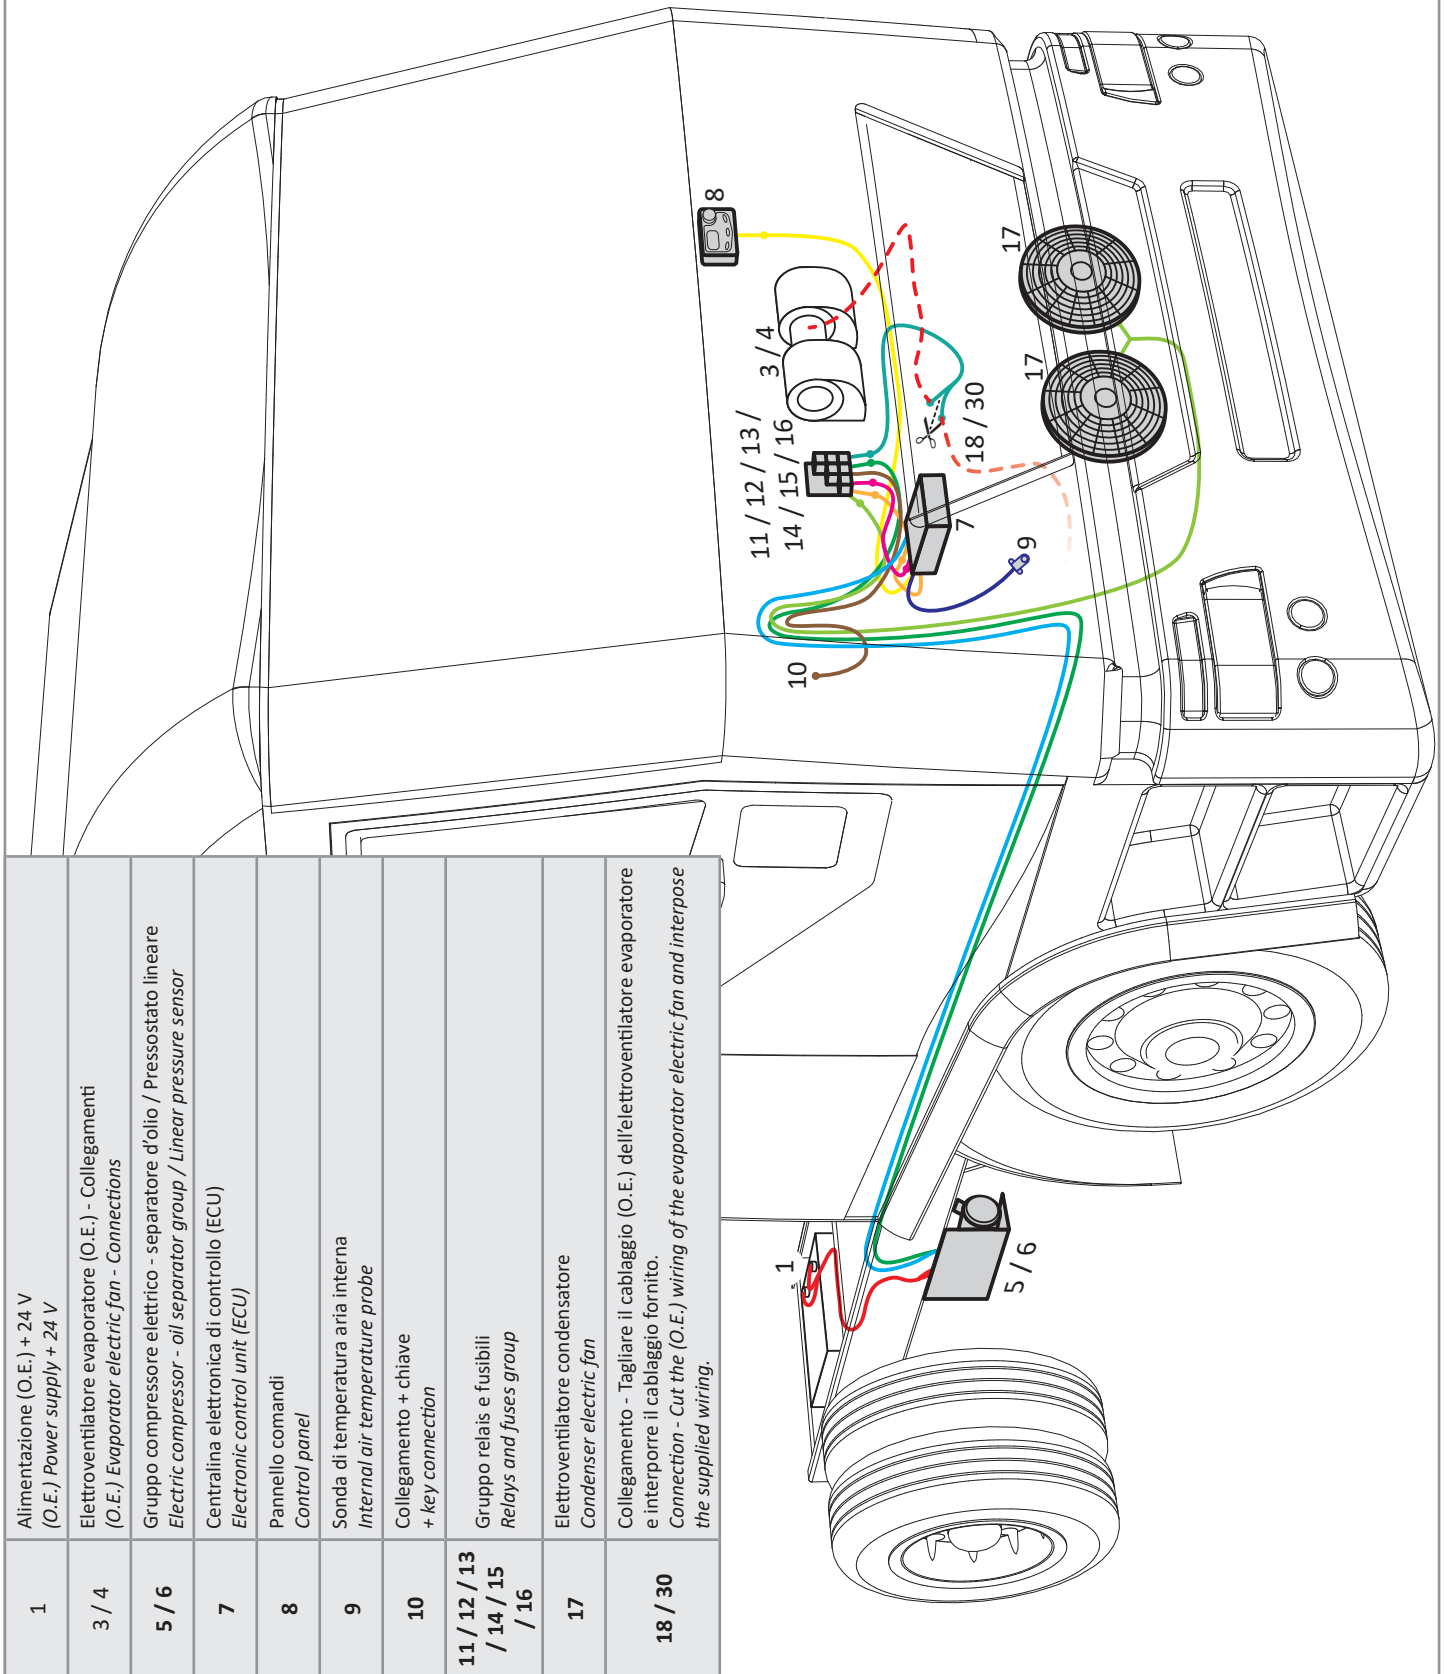 1
Alimentazione (O.E.) + 24 V
(O.E.) Power supply + 24 V
3 / 4
Elettroventilatore evaporatore (O.E.) - Collegamenti
(O.E.) Evaporator electric fan - Connections
5 / 6
Gruppo compressore elettrico - separatore d'olio / Pressostato lineare
Electric compressor - oil separator group / Linear pressure sensor
7
Centralina elettronica di controllo (ECU)
Electronic control unit (ECU)
8
Pannello comandi
Control panel
9
Sonda di temperatura aria interna
Internal air temperature probe
10
Collegamento + chiave
+ key connection
11 / 12 / 13
/ 14 / 15
/ 16
Gruppo relais e fusibili
Relays and fuses group
17
Elettroventilatore condensatore
Condenser electric fan
18 / 30
Collegamento - Tagliare il cablaggio (O.E.) dell'elettroventilatore evaporatore
e interporre il cablaggio fornito.
Connection - Cut the (O.E.) wiring of the evaporator electric fan and interpose
the supplied wiring.
1
5 / 6
10
11 / 12 / 13 /
14 / 15 / 16
3 / 4
8
7
9
18 / 30
17
17